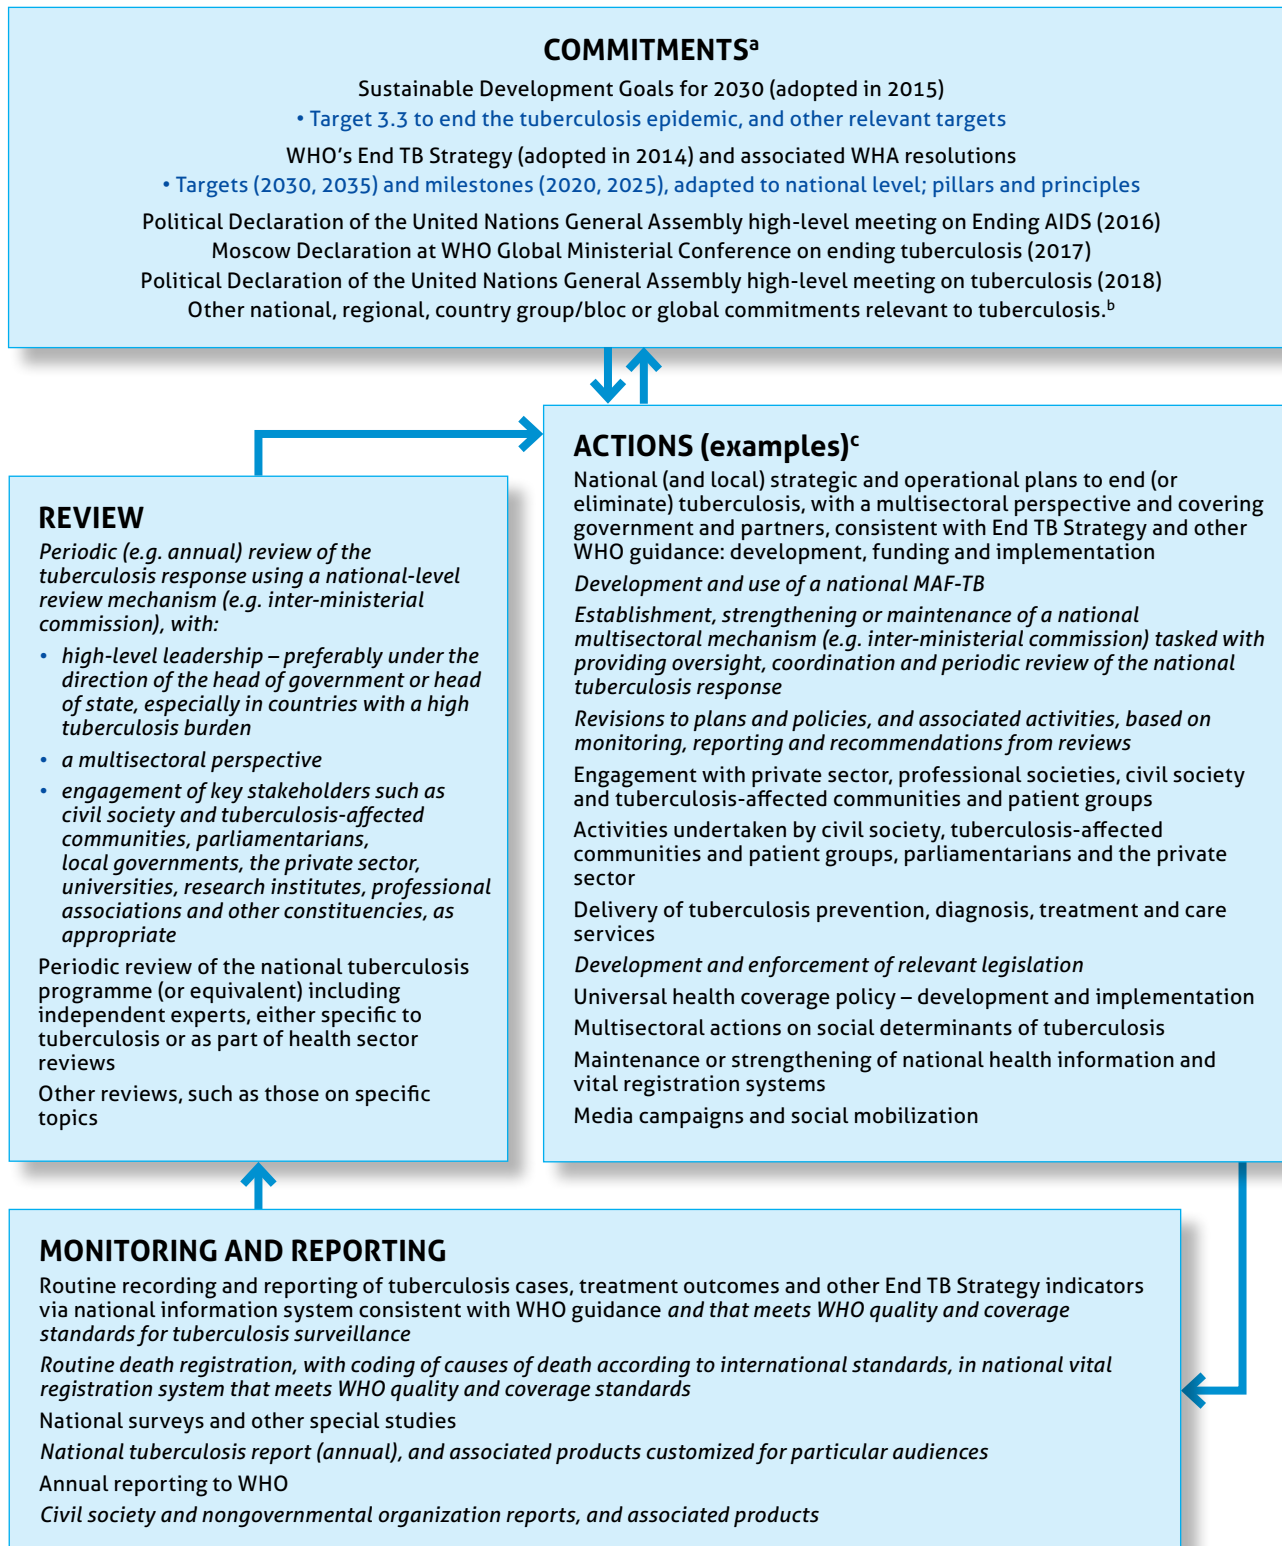 COMMITMENTSᵃ
Sustainable Development Goals for 2030 (adopted in 2015)
• Target 3.3 to end the tuberculosis epidemic, and other relevant targets
WHO’s End TB Strategy (adopted in 2014) and associated WHA resolutions
• Targets (2030, 2035) and milestones (2020, 2025), adapted to national level; pillars and principles
Political Declaration of the United Nations General Assembly high-level meeting on Ending AIDS (2016)
Moscow Declaration at WHO Global Ministerial Conference on ending tuberculosis (2017)
Political Declaration of the United Nations General Assembly high-level meeting on tuberculosis (2018)
Other national, regional, country group/bloc or global commitments relevant to tuberculosis.ᵇ
ACTIONS (examples)ᶜ
National (and local) strategic and operational plans to end (or
eliminate) tuberculosis, with a multisectoral perspective and covering
government and partners, consistent with End TB Strategy and other
WHO guidance: development, funding and implementation
Development and use of a national MAF-TB
Establishment, strengthening or maintenance of a national
multisectoral mechanism (e.g. inter-ministerial commission) tasked with
providing oversight, coordination and periodic review of the national
tuberculosis response
Revisions to plans and policies, and associated activities, based on
monitoring, reporting and recommendations from reviews
Engagement with private sector, professional societies, civil society
and tuberculosis-affected communities and patient groups
Activities undertaken by civil society, tuberculosis-affected
communities and patient groups, parliamentarians and the private
sector
Delivery of tuberculosis prevention, diagnosis, treatment and care
services
Development and enforcement of relevant legislation
Universal health coverage policy – development and implementation
Multisectoral actions on social determinants of tuberculosis
Maintenance or strengthening of national health information and
vital registration systems
Media campaigns and social mobilization
REVIEW
Periodic (e.g. annual) review of the
tuberculosis response using a national-level
review mechanism (e.g. inter-ministerial
commission), with:
• high-level leadership – preferably under the
direction of the head of government or head
of state, especially in countries with a high
tuberculosis burden
• a multisectoral perspective
• engagement of key stakeholders such as
civil society and tuberculosis-affected
communities, parliamentarians,
local governments, the private sector,
universities, research institutes, professional
associations and other constituencies, as
appropriate
Periodic review of the national tuberculosis
programme (or equivalent) including
independent experts, either specific to
tuberculosis or as part of health sector
reviews
Other reviews, such as those on specific
topics
MONITORING AND REPORTING
Routine recording and reporting of tuberculosis cases, treatment outcomes and other End TB Strategy indicators
via national information system consistent with WHO guidance and that meets WHO quality and coverage
standards for tuberculosis surveillance
Routine death registration, with coding of causes of death according to international standards, in national vital
registration system that meets WHO quality and coverage standards
National surveys and other special studies
National tuberculosis report (annual), and associated products customized for particular audiences
Annual reporting to WHO
Civil society and nongovernmental organization reports, and associated products